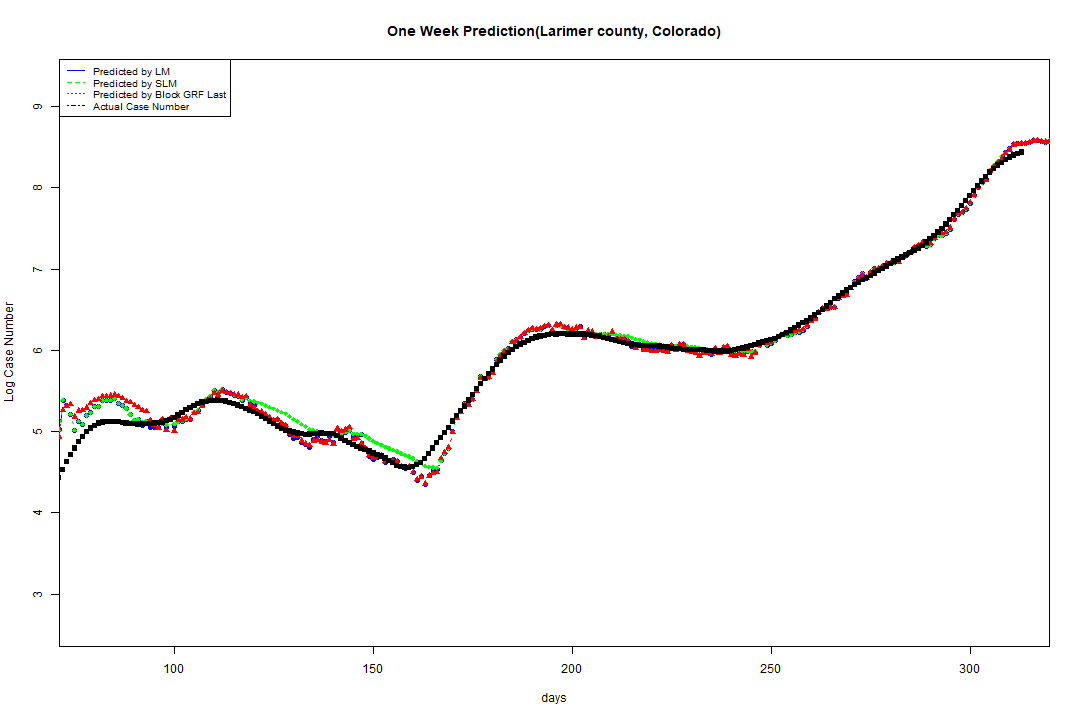 One Week Prediction(Larimer county, Colorado)
Predicted by LM
Predicted by SLM
Predicted by Block GRF Last
Actual Case Number
9
8
7
6
5
4
3
Log Case Number
100 150 200 250 300
days